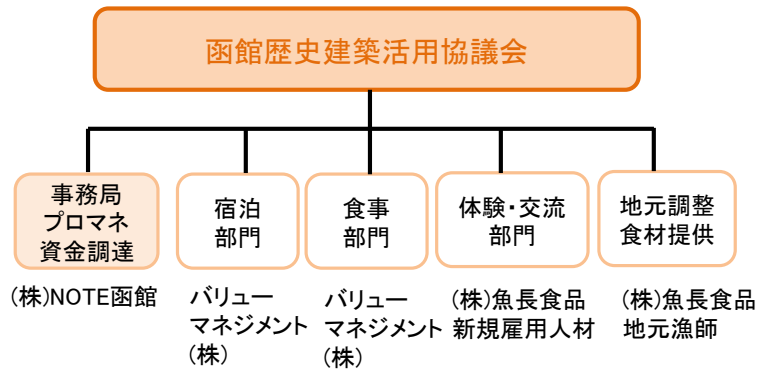 函館歴史建築活用協議会
事務局
プロマネ
資金調達
宿泊
部門
食事
部門
体験・交流
部門
地元調整
食材提供
(株)NOTE函館
バリュー
マネジメント
(株)
バリュー
マネジメント
(株)
(株)魚長食品
新規雇用人材
(株)魚長食品
地元漁師